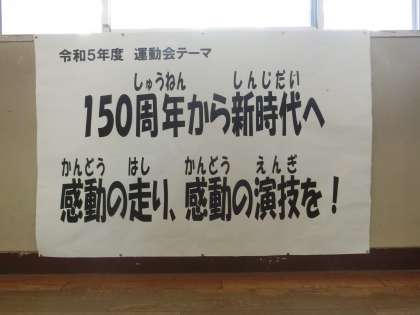 令和5年度 運動会テーマ
しゅうねん しんじだい
150周年から新時代へ
かんどう はし かんどう えんぎ
感動の走り、感動の演技を！